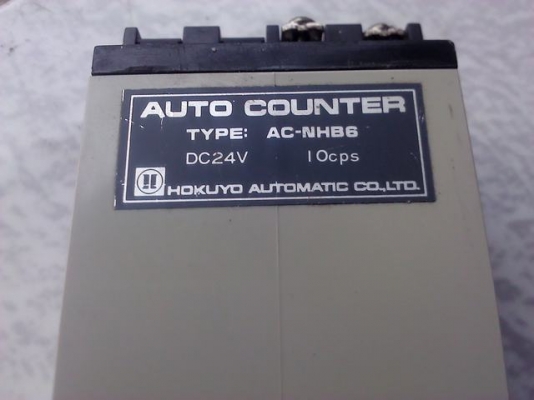 AUTO COUNTER
TYPE: AC-NHB6
DC24V 10cps
HOKUYO AUTOMATIC CO.,LTD.